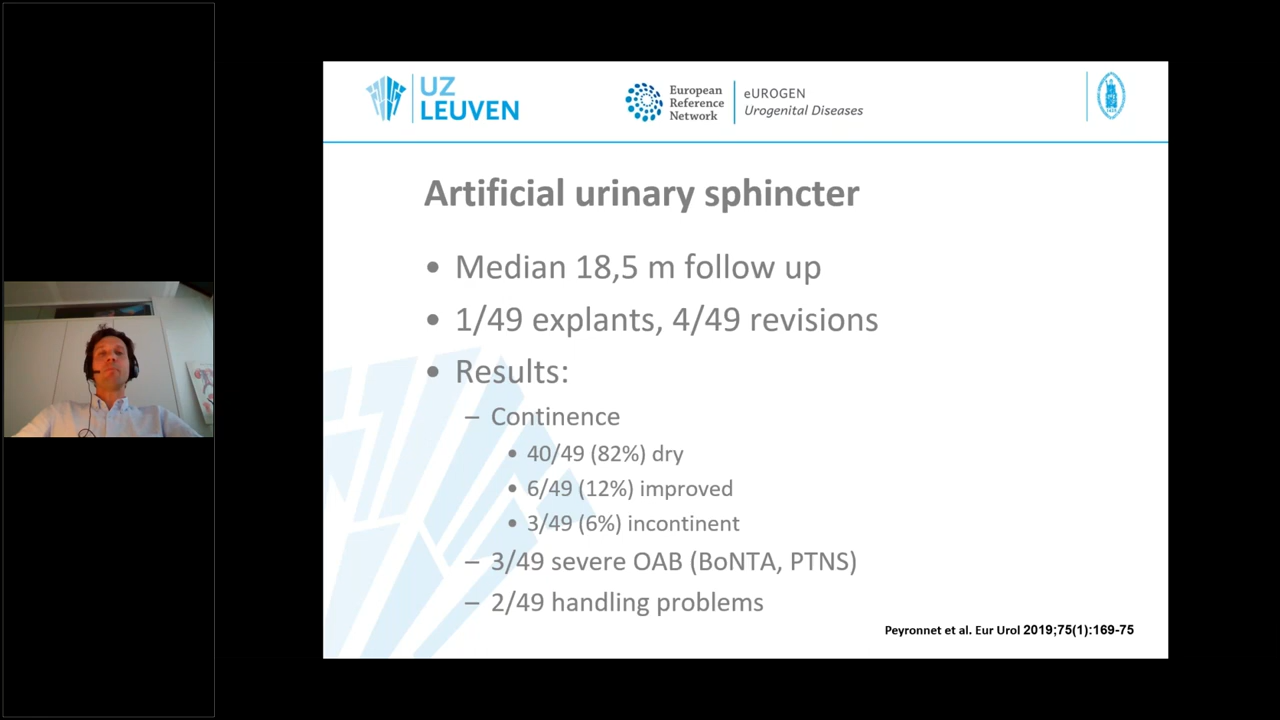 UZ
LEUVEN
European
Reference
Network
eUROGEN
Urogenital Diseases
Artificial urinary sphincter
• Median 18,5 m follow up
• 1/49 explants, 4/49 revisions
• Results:
– Continence
• 40/49 (82%) dry
• 6/49 (12%) improved
• 3/49 (6%) incontinent
– 3/49 severe OAB (BoNTA, PTNS)
– 2/49 handling problems
Peyronnet et al. Eur Urol 2019;75(1):169-75